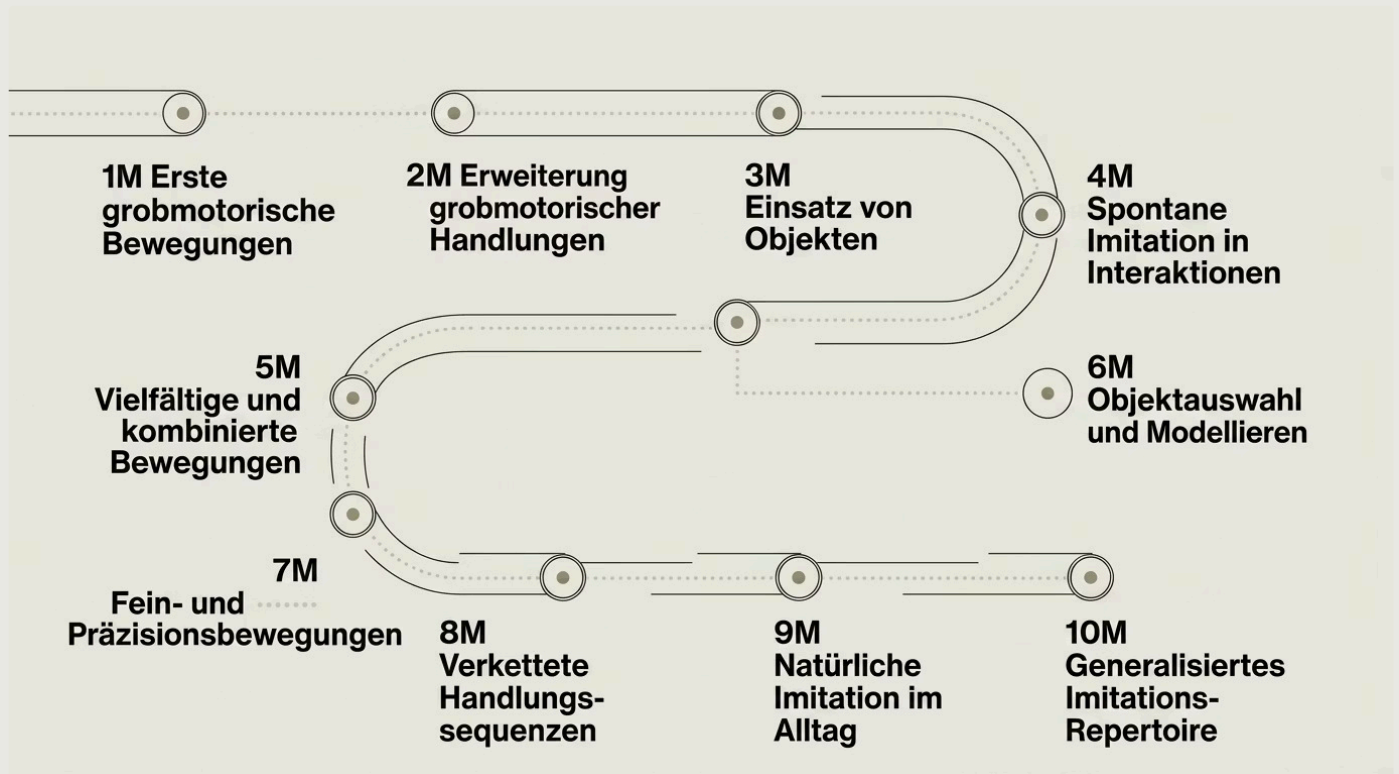 1M Erste
grobmotorische
Bewegungen
2M Erweiterung
grobmotorischer
Handlungen
3M
Einsatz von
Objekten
4M
Spontane
Imitation in
Interaktionen
5M
Vielfältige und
kombinierte
Bewegungen
6M
Objektauswahl
und Modellieren
7M
Fein- und
Präzisionsbewegungen
8M
Verkettete
Handlungs-
sequenzen
9M
Natürliche
Imitation im
Alltag
10M
Generalisiertes
Imitations-
Repertoire